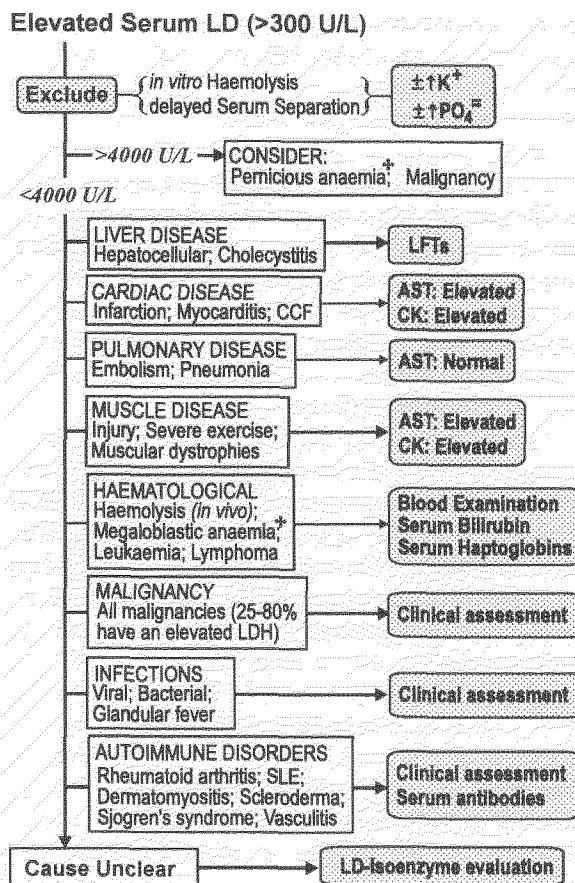 Elevated Serum LD (>300 U/L)
Exclude
in vitro Haemolysis
delayed Serum Separation
±↑K+
±↑PO4=
>4000 U/L
CONSIDER:
Pernicious anaemia‡; Malignancy
<4000 U/L
LIVER DISEASE
Hepatocellular; Cholecystitis
LFTs
CARDIAC DISEASE
Infarction; Myocarditis; CCF
AST: Elevated
CK: Elevated
PULMONARY DISEASE
Embolism; Pneumonia
AST: Normal
MUSCLE DISEASE
Injury; Severe exercise;
Muscular dystrophies
AST: Elevated
CK: Elevated
HAEMATOLOGICAL
Haemolysis (In vivo);
Megaloblastic anaemia‡;
Leukaemia; Lymphoma
Blood Examination
Serum Bilirubin
Serum Haptoglobins
MALIGNANCY
All malignancies (25-80%
have an elevated LDH)
Clinical assessment
INFECTIONS
Viral; Bacterial;
Glandular fever
Clinical assessment
AUTOIMMUNE DISORDERS
Rheumatoid arthritis; SLE;
Dermatomyositis; Scleroderma;
Sjogren's syndrome; Vasculitis
Clinical assessment
Serum antibodies
Cause Unclear
LD-Isoenzyme evaluation